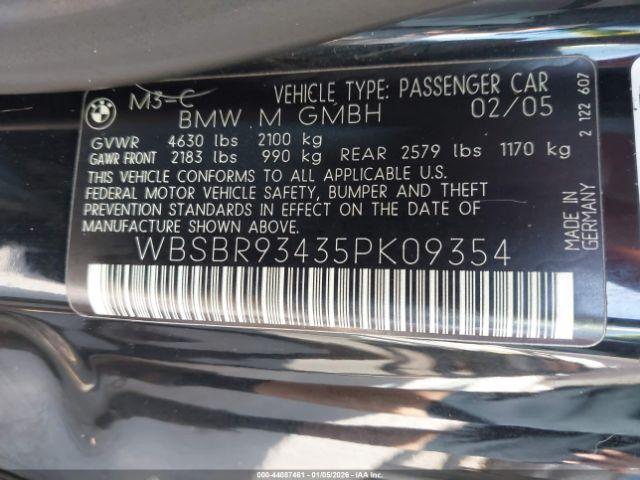 BMW
M3-C VEHICLE TYPE: PASSENGER CAR
BMW M GMBH 02/05
GVWR 4630 lbs 2100 kg
GAWR FRONT 2183 lbs 990 kg REAR 2579 lbs 1170 kg
THIS VEHICLE CONFORMS TO ALL APPLICABLE U.S.
FEDERAL MOTOR VEHICLE SAFETY, BUMPER AND THEFT
PREVENTION STANDARDS IN EFFECT ON THE DATE OF
MANUFACTURE SHOWN ABOVE.
WBSBR93435PK09354
2 122 607
MADE IN
GERMANY
000-44087461 - 01/05/2026 - IAAI.COM